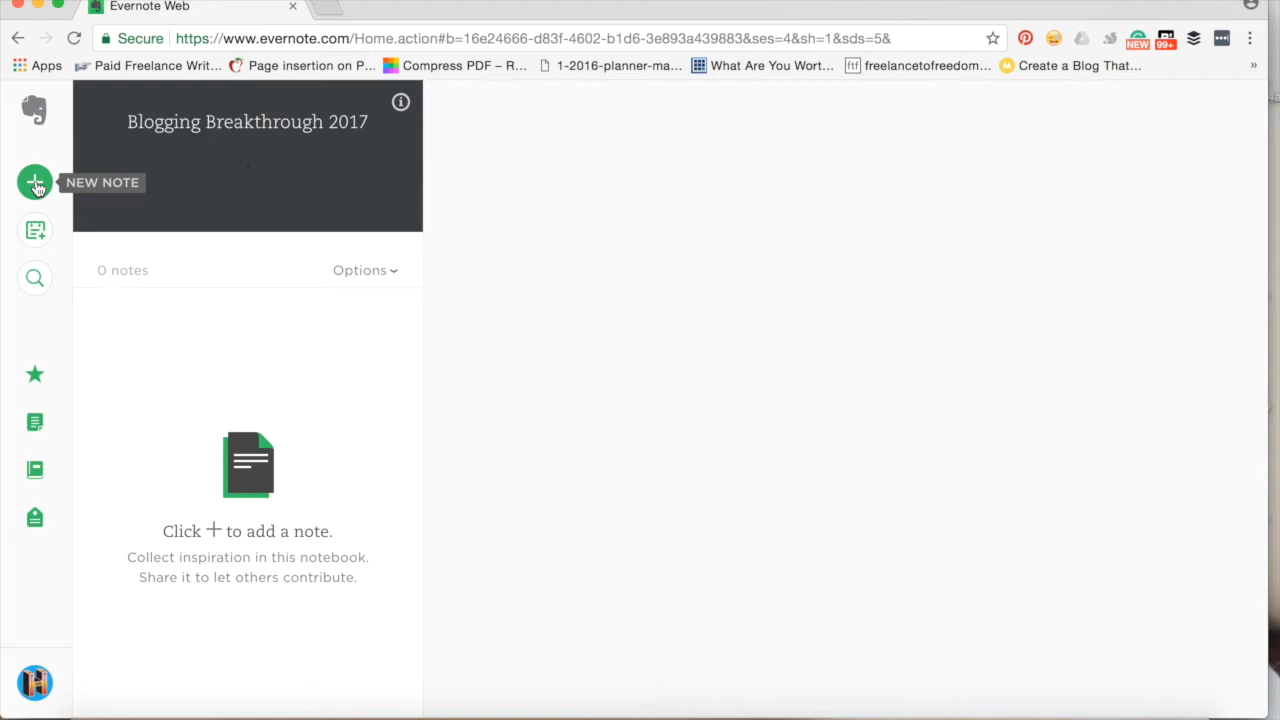 Evernote Web
Secure https://www.evernote.com/Home.action#b=16e24666-d83f-4602-b1d6-3e893a439883&ses=4&sh=1&sds=5&
NEW 99+
Apps Paid Freelance Writ... Page insertion on P... Compress PDF – R... 1-2016-planner-ma... What Are You Wort... ftf freelancetofreedom... M Create a Blog That... »
Blogging Breakthrough 2017
NEW NOTE
0 notes Options
Click + to add a note.
Collect inspiration in this notebook.
Share it to let others contribute.
H